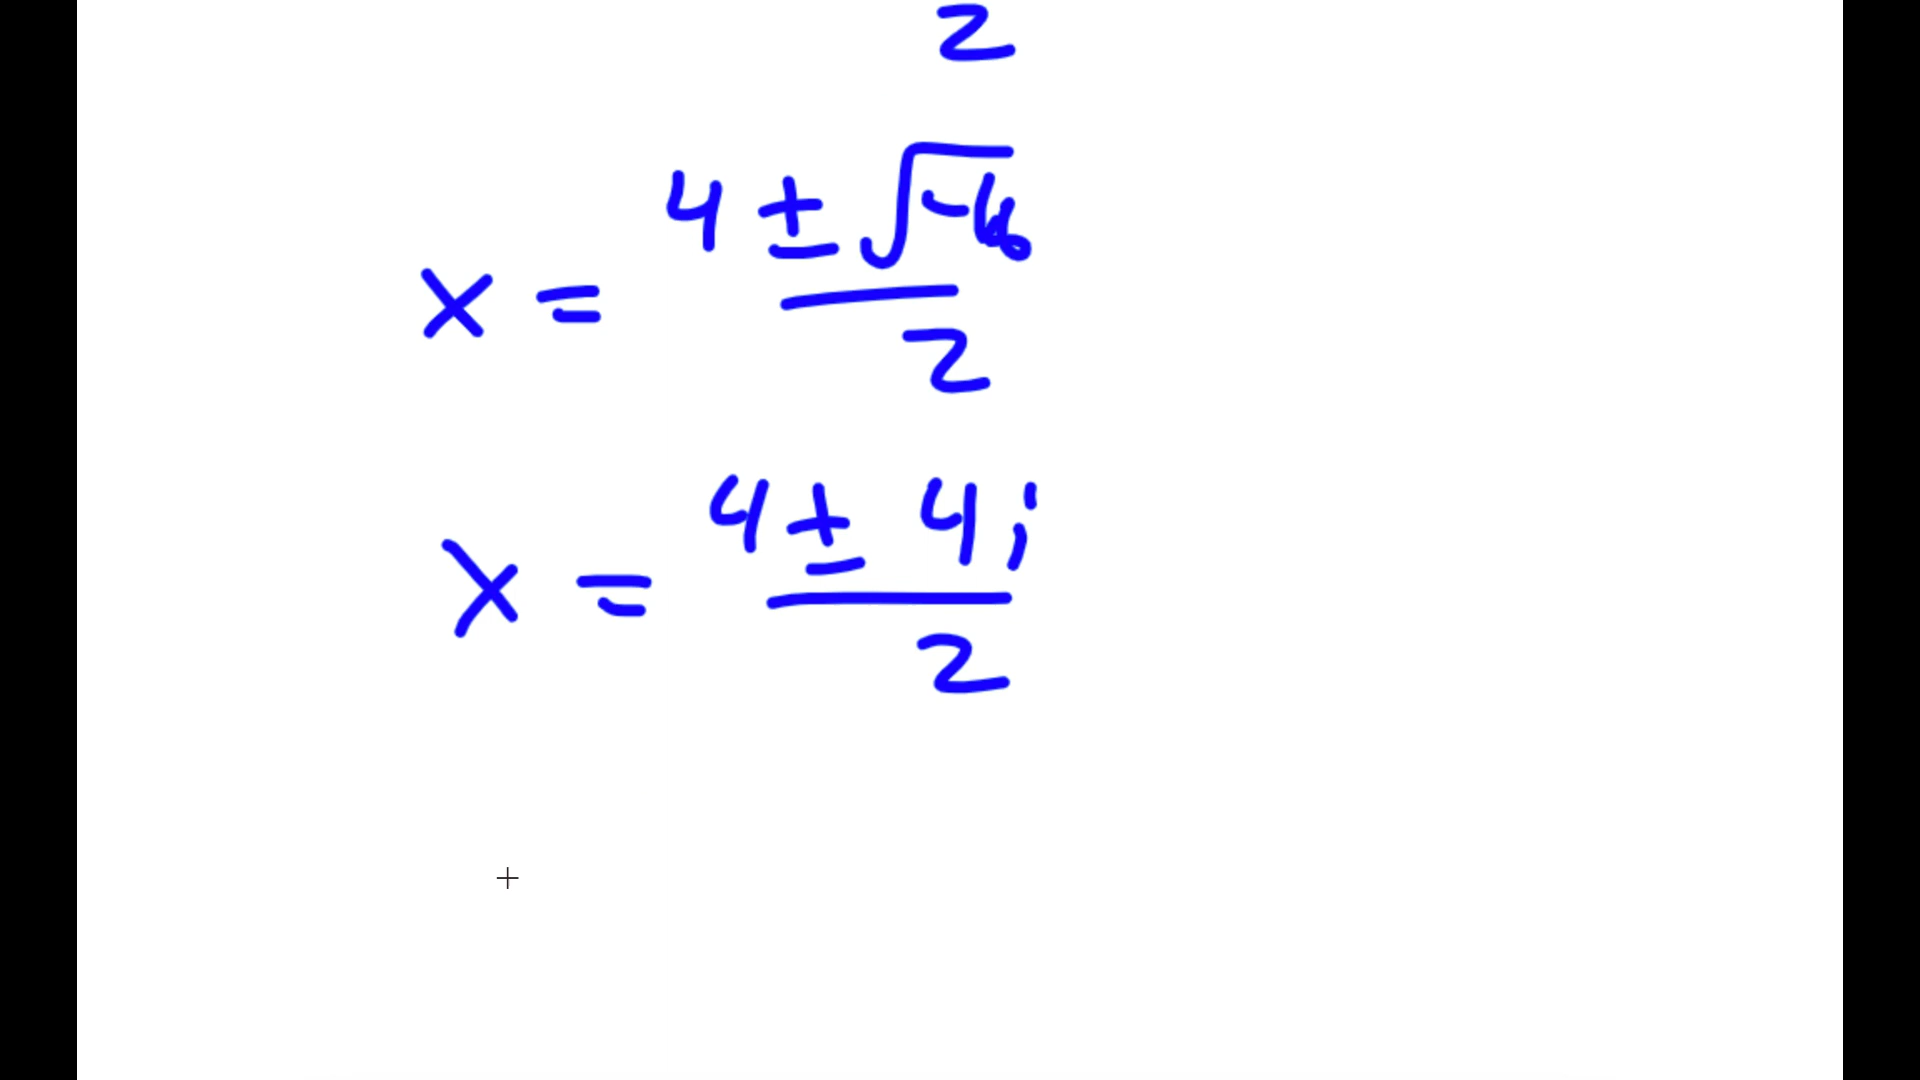 2
x = 4 ± √-16
2
x = 4 ± 4i
2